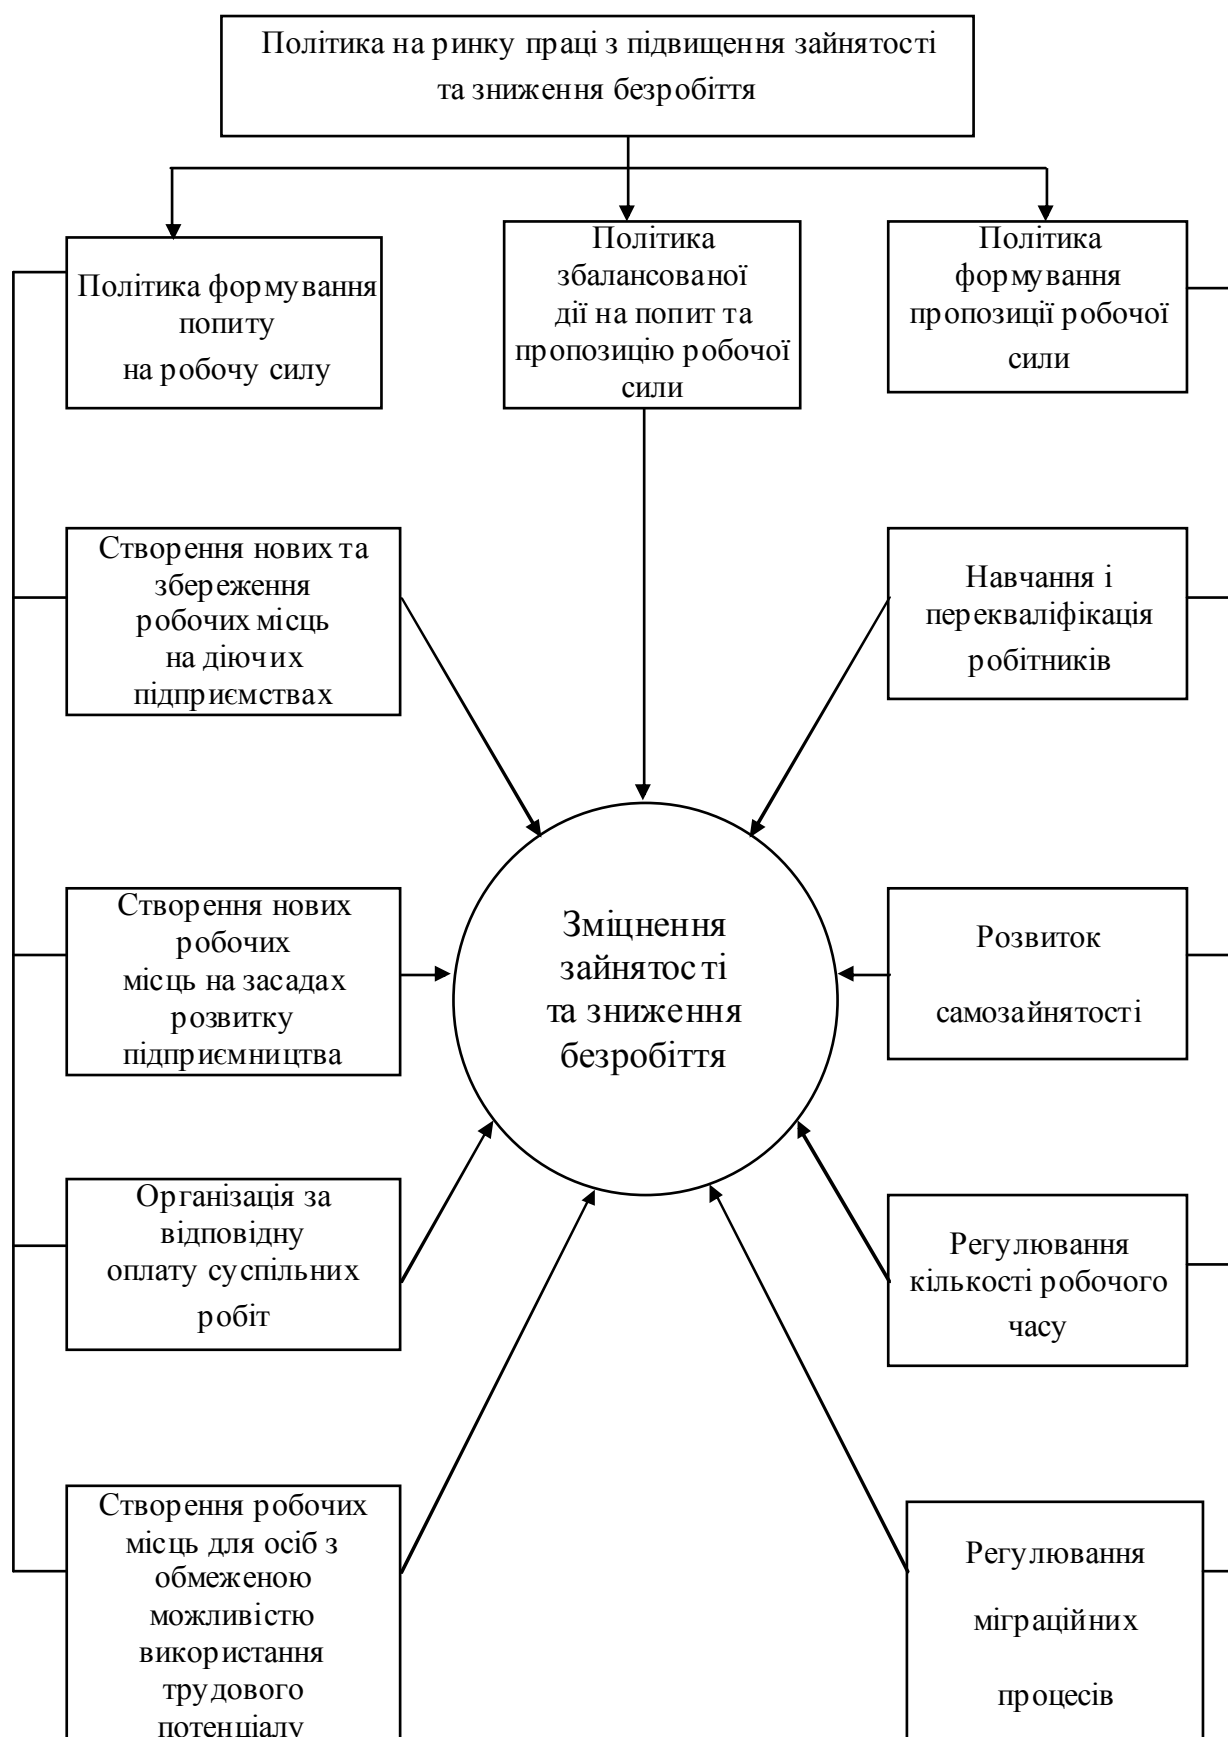 Політика на ринку праці з підвищення зайнятості
та зниження безробіття
Політика формування
попиту
на робочу силу
Політика
збалансованої
дії на попит та
пропозицію робочої
сили
Політика
формування
пропозиції робочої
сили
Створення нових та
збереження
робочих місць
на діючих
підприємствах
Навчання і
перекваліфікація
робітників
Створення нових
робочих
місць на засадах
розвитку
підприємництва
Зміцнення
зайнятості
та зниження
безробіття
Розвиток
самозайнятості
Організація за
відповідну
оплату суспільних
робіт
Регулювання
кількості робочого
часу
Створення робочих
місць для осіб з
обмеженою
можливістю
використання
трудового
потенціалу
Регулювання
міграційних
процесів